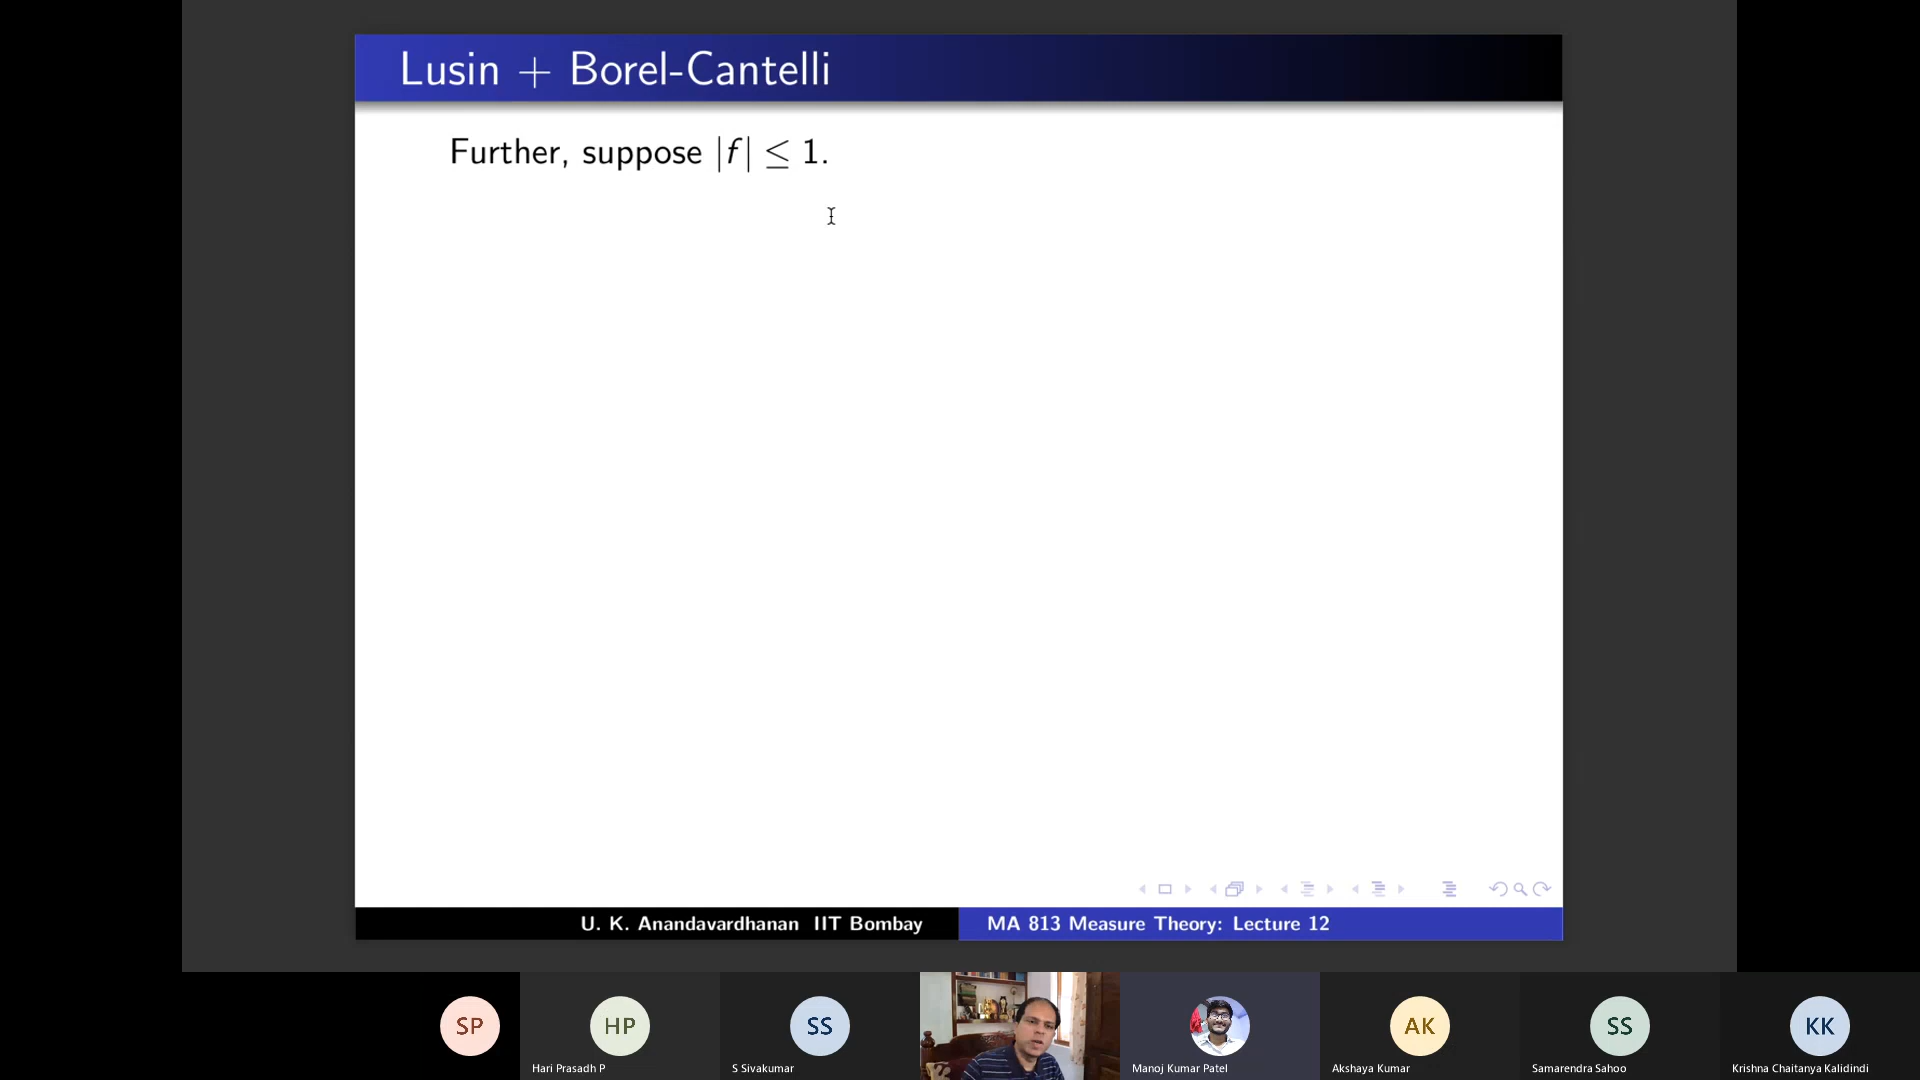 Lusin + Borel-Cantelli
Further, suppose |f| ≤ 1.
U. K. Anandavardhanan IIT Bombay
MA 813 Measure Theory: Lecture 12
SP
HP
SS
AK
SS
KK
Hari Prasadh P
S Sivakumar
Manoj Kumar Patel
Akshaya Kumar
Samarendra Sahoo
Krishna Chaitanya Kalidindi